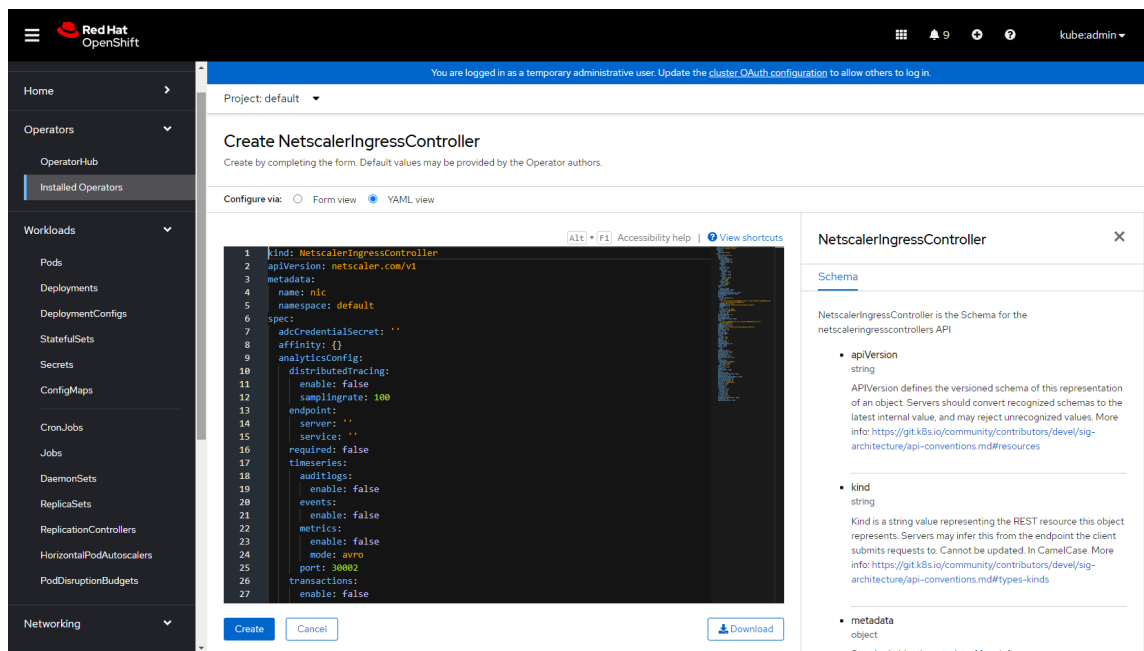 Red Hat
OpenShift
9
kube:admin
You are logged in as a temporary administrative user. Update the cluster OAuth configuration to allow others to log in.
Home
Operators
OperatorHub
Installed Operators
Workloads
Pods
Deployments
DeploymentConfigs
StatefulSets
Secrets
ConfigMaps
CronJobs
Jobs
DaemonSets
ReplicaSets
ReplicationControllers
HorizontalPodAutoscalers
PodDisruptionBudgets
Networking
Project: default
Create NetscalerIngressController
Create by completing the form. Default values may be provided by the Operator authors.
Configure via: Form view YAML view
Alt + F1 Accessibility help | View shortcuts
1 kind: NetscalerIngressController
2 apiVersion: netscaler.com/v1
3 metadata:
4 name: nic
5 namespace: default
6 spec:
7 adcCredentialSecret: ''
8 affinity: {}
9 analyticsConfig:
10 distributedTracing:
11 enable: false
12 samplingrate: 100
13 endpoint:
14 server: ''
15 service: ''
16 required: false
17 timeseries:
18 auditlogs:
19 enable: false
20 events:
21 enable: false
22 metrics:
23 enable: false
24 mode: avro
25 port: 30002
26 transactions:
27 enable: false
Create
Cancel
Download
NetscalerIngressController
Schema
NetscalerIngressController is the Schema for the
netscaleringresscontrollers API
apiVersion
string
APIVersion defines the versioned schema of this representation
of an object. Servers should convert recognized schemas to the
latest internal value, and may reject unrecognized values. More
info: https://git.k8s.io/community/contributors/devel/sig-
architecture/api-conventions.md#resources
kind
string
Kind is a string value representing the REST resource this object
represents. Servers may infer this from the endpoint the client
submits requests to. Cannot be updated. In CamelCase. More
info: https://git.k8s.io/community/contributors/devel/sig-
architecture/api-conventions.md#types-kinds
metadata
object